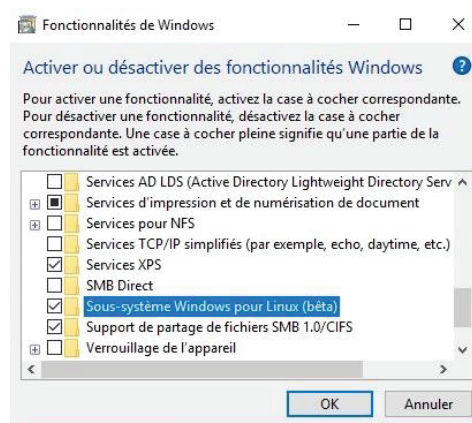 Fonctionnalités de Windows
Activer ou désactiver des fonctionnalités Windows
Pour activer une fonctionnalité, activez la case à cocher correspondante.
Pour désactiver une fonctionnalité, désactivez la case à cocher
correspondante. Une case à cocher pleine signifie qu'une partie de la
fonctionnalité est activée.
Services AD LDS (Active Directory Lightweight Directory Serv
Services d'impression et de numérisation de document
Services pour NFS
Services TCP/IP simplifiés (par exemple, echo, daytime, etc.)
Services XPS
SMB Direct
Sous-système Windows pour Linux (bêta)
Support de partage de fichiers SMB 1.0/CIFS
Verrouillage de l'appareil
OK Annuler